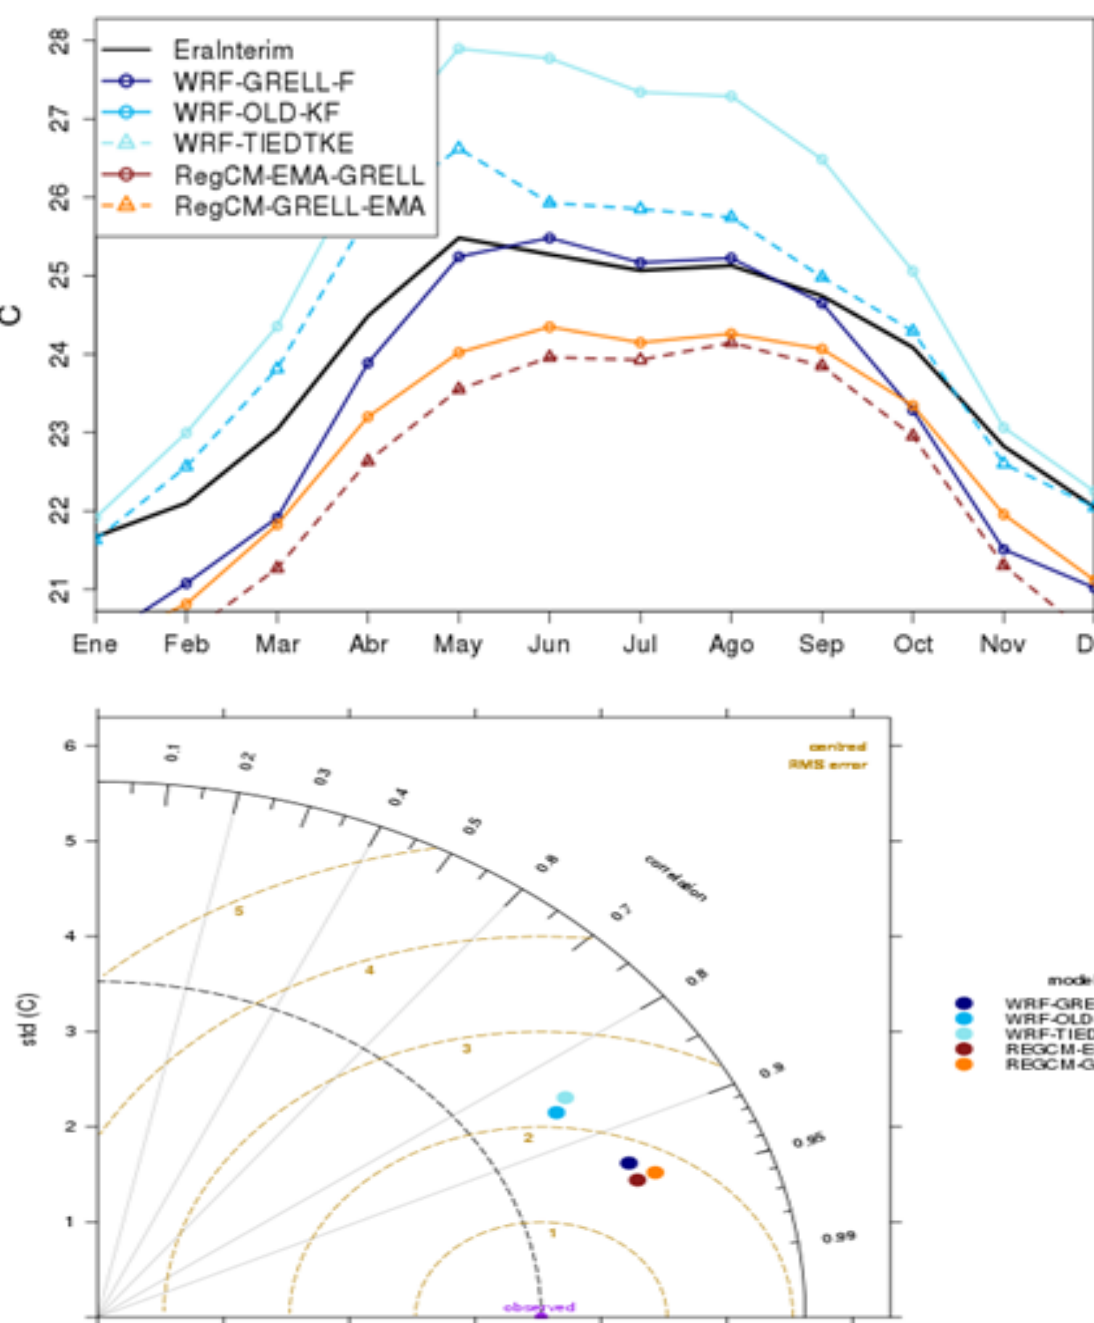 28
27
26
25
24
23
22
21
C
EraInterim
WRF-GRELL-F
WRF-OLD-KF
WRF-TIEDTKE
RegCM-EMA-GRELL
RegCM-GRELL-EMA
Ene Feb Mar Abr May Jun Jul Ago Sep Oct Nov D
6
5
4
3
2
1
std (C)
0.1
0.2
0.3
0.4
0.5
0.6
0.7
0.8
0.9
0.95
0.99
correlation
centred
RMS error
5
4
3
2
1
observed
model
WRF-GRE
WRF-OLD
WRF-TIED
REGCM-E
REGCM-G